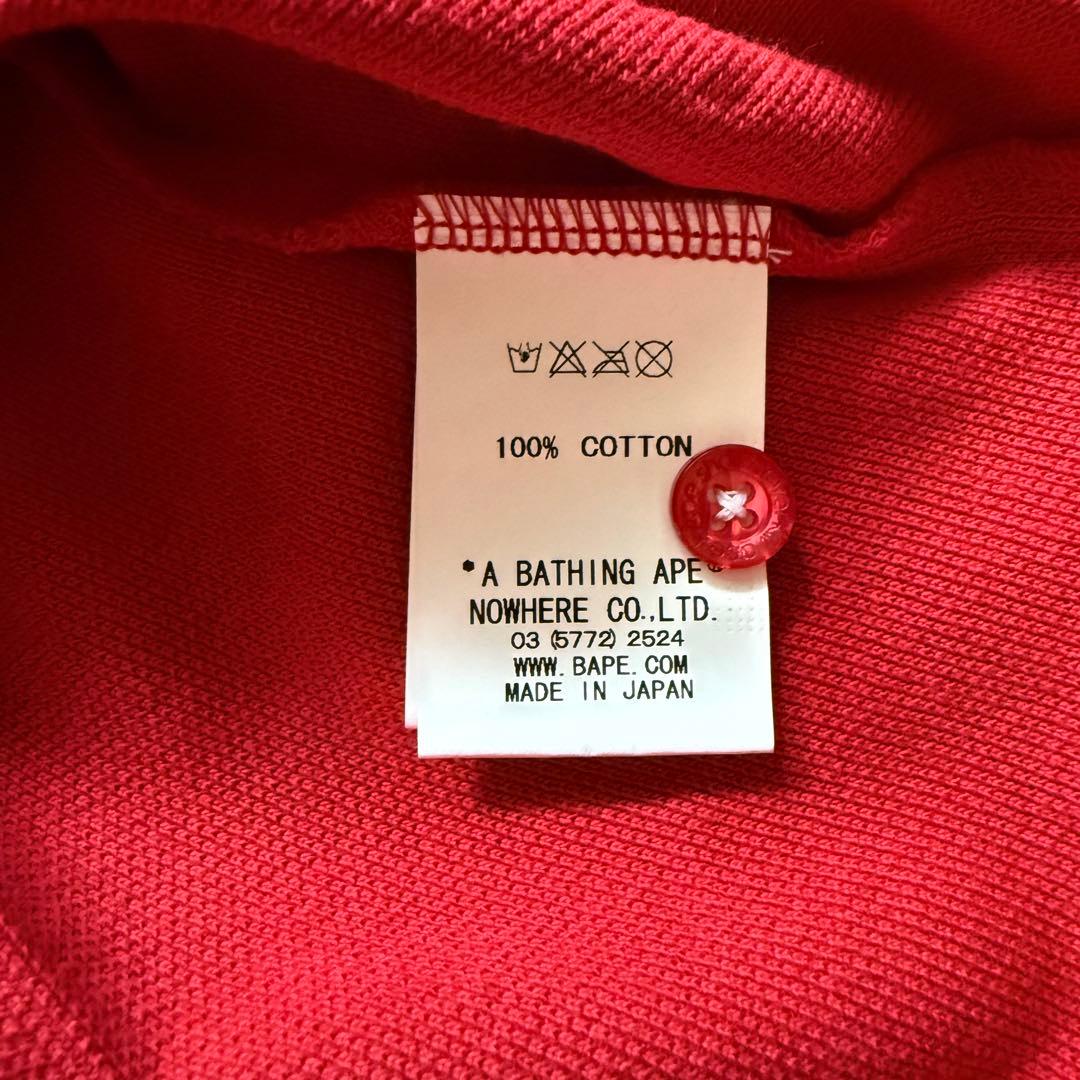 100% COTTON
*A BATHING APE®
NOWHERE CO.,LTD.
03 (5772) 2524
WWW.BAPE.COM
MADE IN JAPAN